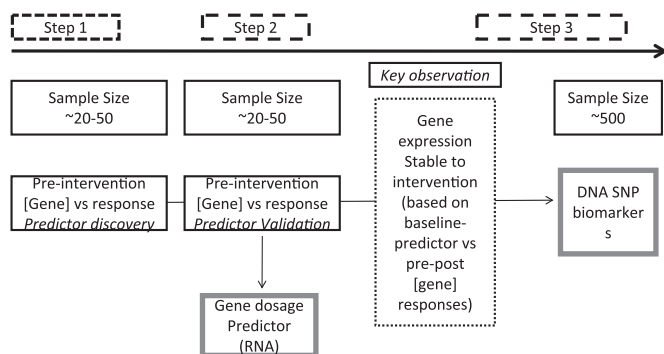 Step 1
Step 2
Step 3
Key observation
Sample Size
~20-50
Sample Size
~20-50
Sample Size
~500
Pre-intervention
[Gene] vs response
Predictor discovery
Pre-intervention
[Gene] vs response
Predictor Validation
Gene
expression
Stable to
intervention
(based on
baseline-
predictor vs
pre-post
[gene]
responses)
DNA SNP
biomarker
s
Gene dosage
Predictor
(RNA)